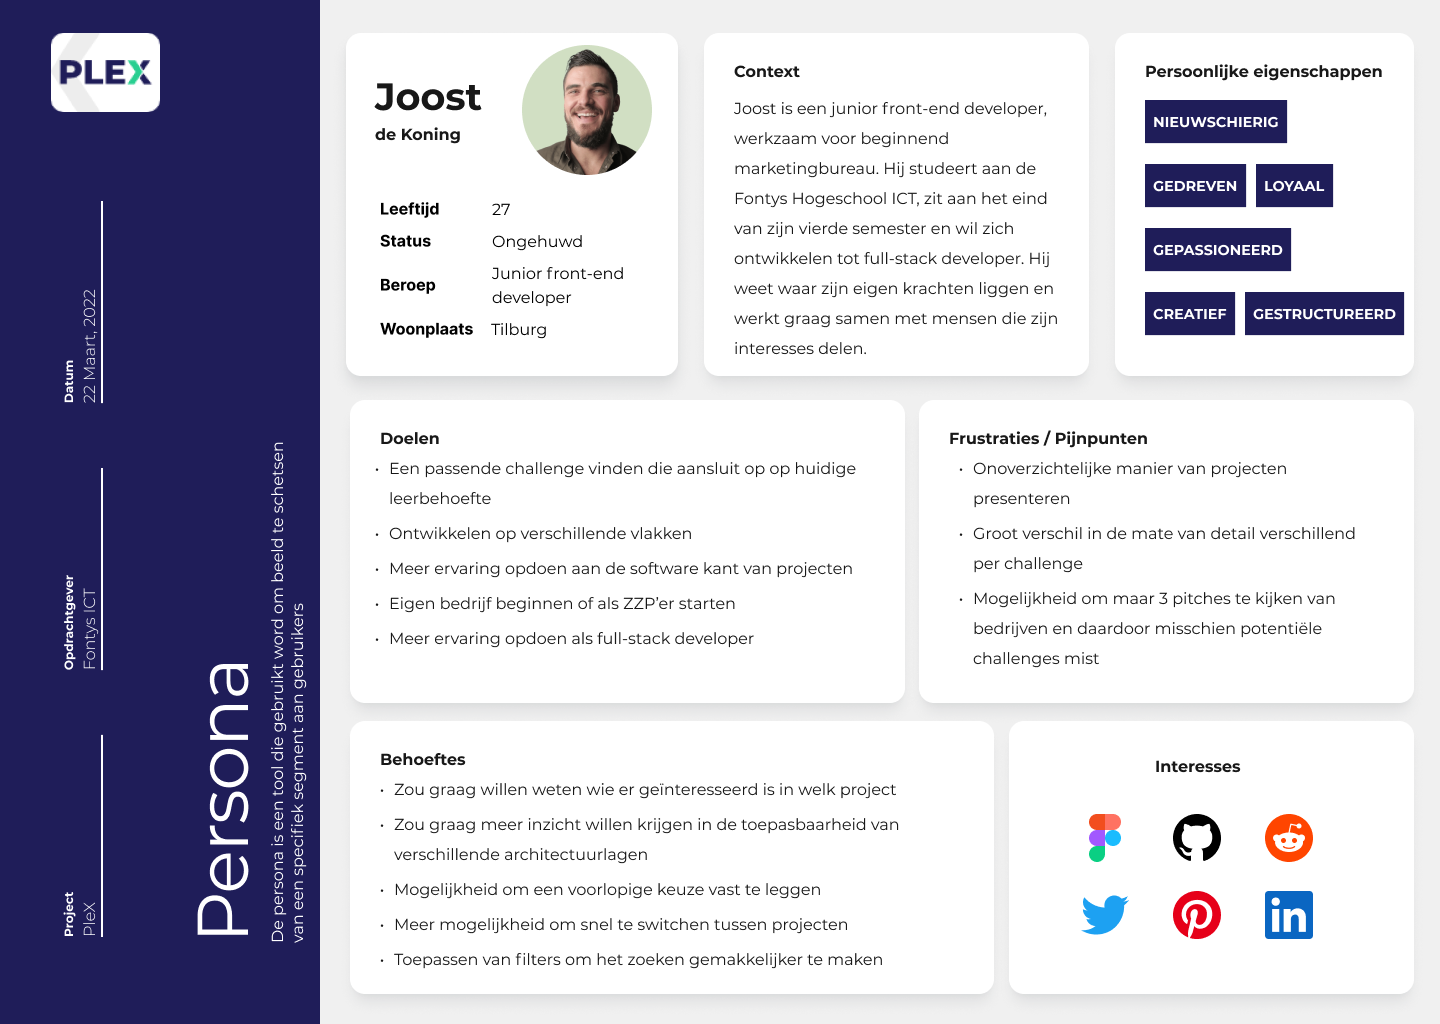 PLEX
Datum
22 Maart, 2022
Opdrachtgever
Fontys ICT
Project
PleX
Persona
De persona is een tool die gebruikt word om beeld te schetsen
van een specifiek segment aan gebruikers
Joost
de Koning
Leeftijd 27
Status Ongehuwd
Beroep Junior front-end
developer
Woonplaats Tilburg
Context
Joost is een junior front-end developer,
werkzaam voor beginnend
marketingbureau. Hij studeert aan de
Fontys Hogeschool ICT, zit aan het eind
van zijn vierde semester en wil zich
ontwikkelen tot full-stack developer. Hij
weet waar zijn eigen krachten liggen en
werkt graag samen met mensen die zijn
interesses delen.
Persoonlijke eigenschappen
NIEUWSCHIERIG
GEDREVEN LOYAAL
GEPASSIONEERD
CREATIEF GESTRUCTUREERD
Doelen
• Een passende challenge vinden die aansluit op op huidige
leerbehoefte
• Ontwikkelen op verschillende vlakken
• Meer ervaring opdoen aan de software kant van projecten
• Eigen bedrijf beginnen of als ZZP’er starten
• Meer ervaring opdoen als full-stack developer
Frustraties / Pijnpunten
• Onoverzichtelijke manier van projecten
presenteren
• Groot verschil in de mate van detail verschillend
per challenge
• Mogelijkheid om maar 3 pitches te kijken van
bedrijven en daardoor misschien potentiële
challenges mist
Behoeftes
• Zou graag willen weten wie er geïnteresseerd is in welk project
• Zou graag meer inzicht willen krijgen in de toepasbaarheid van
verschillende architectuurlagen
• Mogelijkheid om een voorlopige keuze vast te leggen
• Meer mogelijkheid om snel te switchen tussen projecten
• Toepassen van filters om het zoeken gemakkelijker te maken
Interesses
in